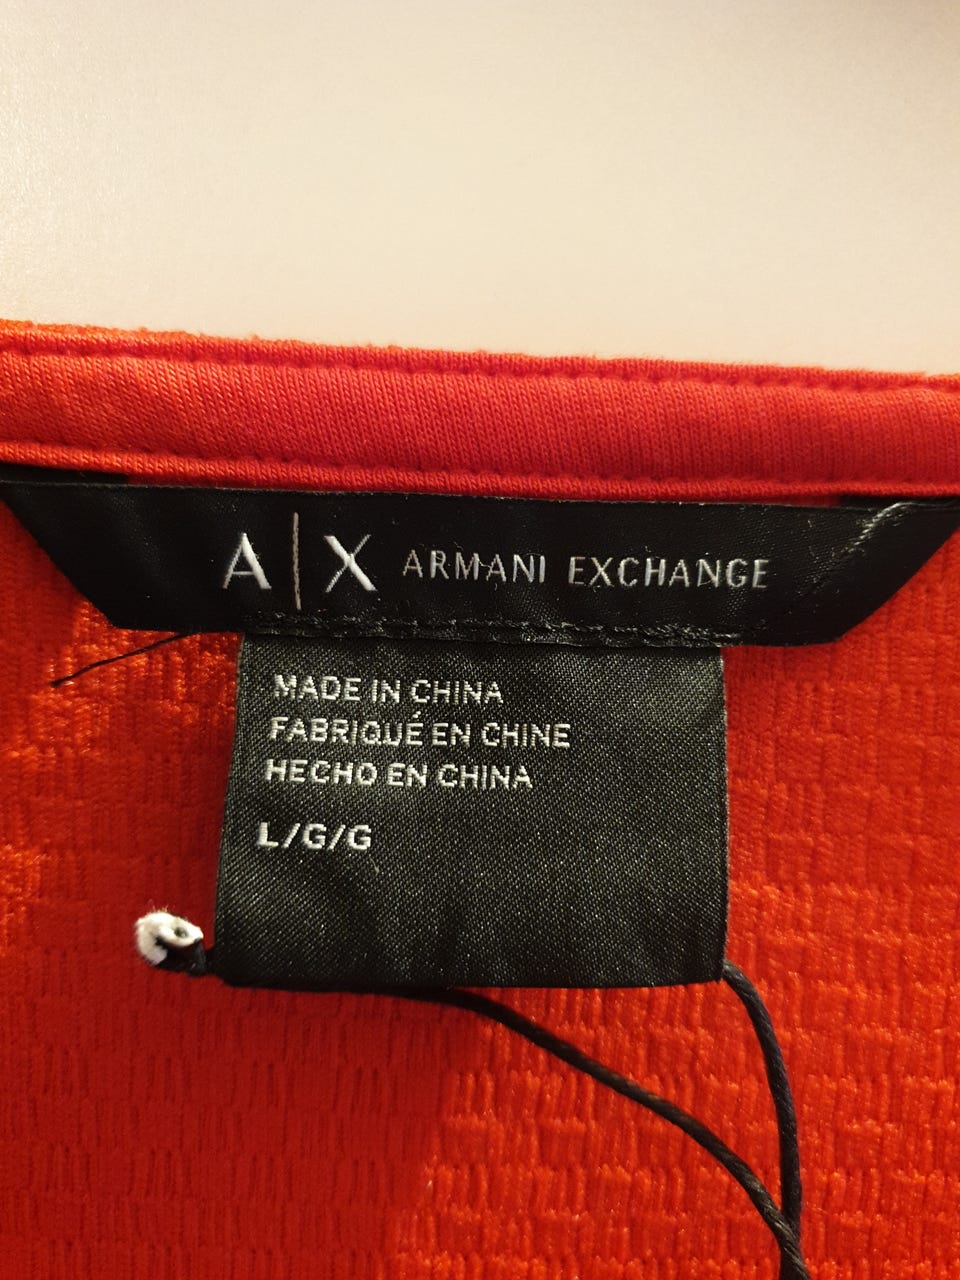 A|X ARMANI EXCHANGE
MADE IN CHINA
FABRIQUÉ EN CHINE
HECHO EN CHINA
L/G/G